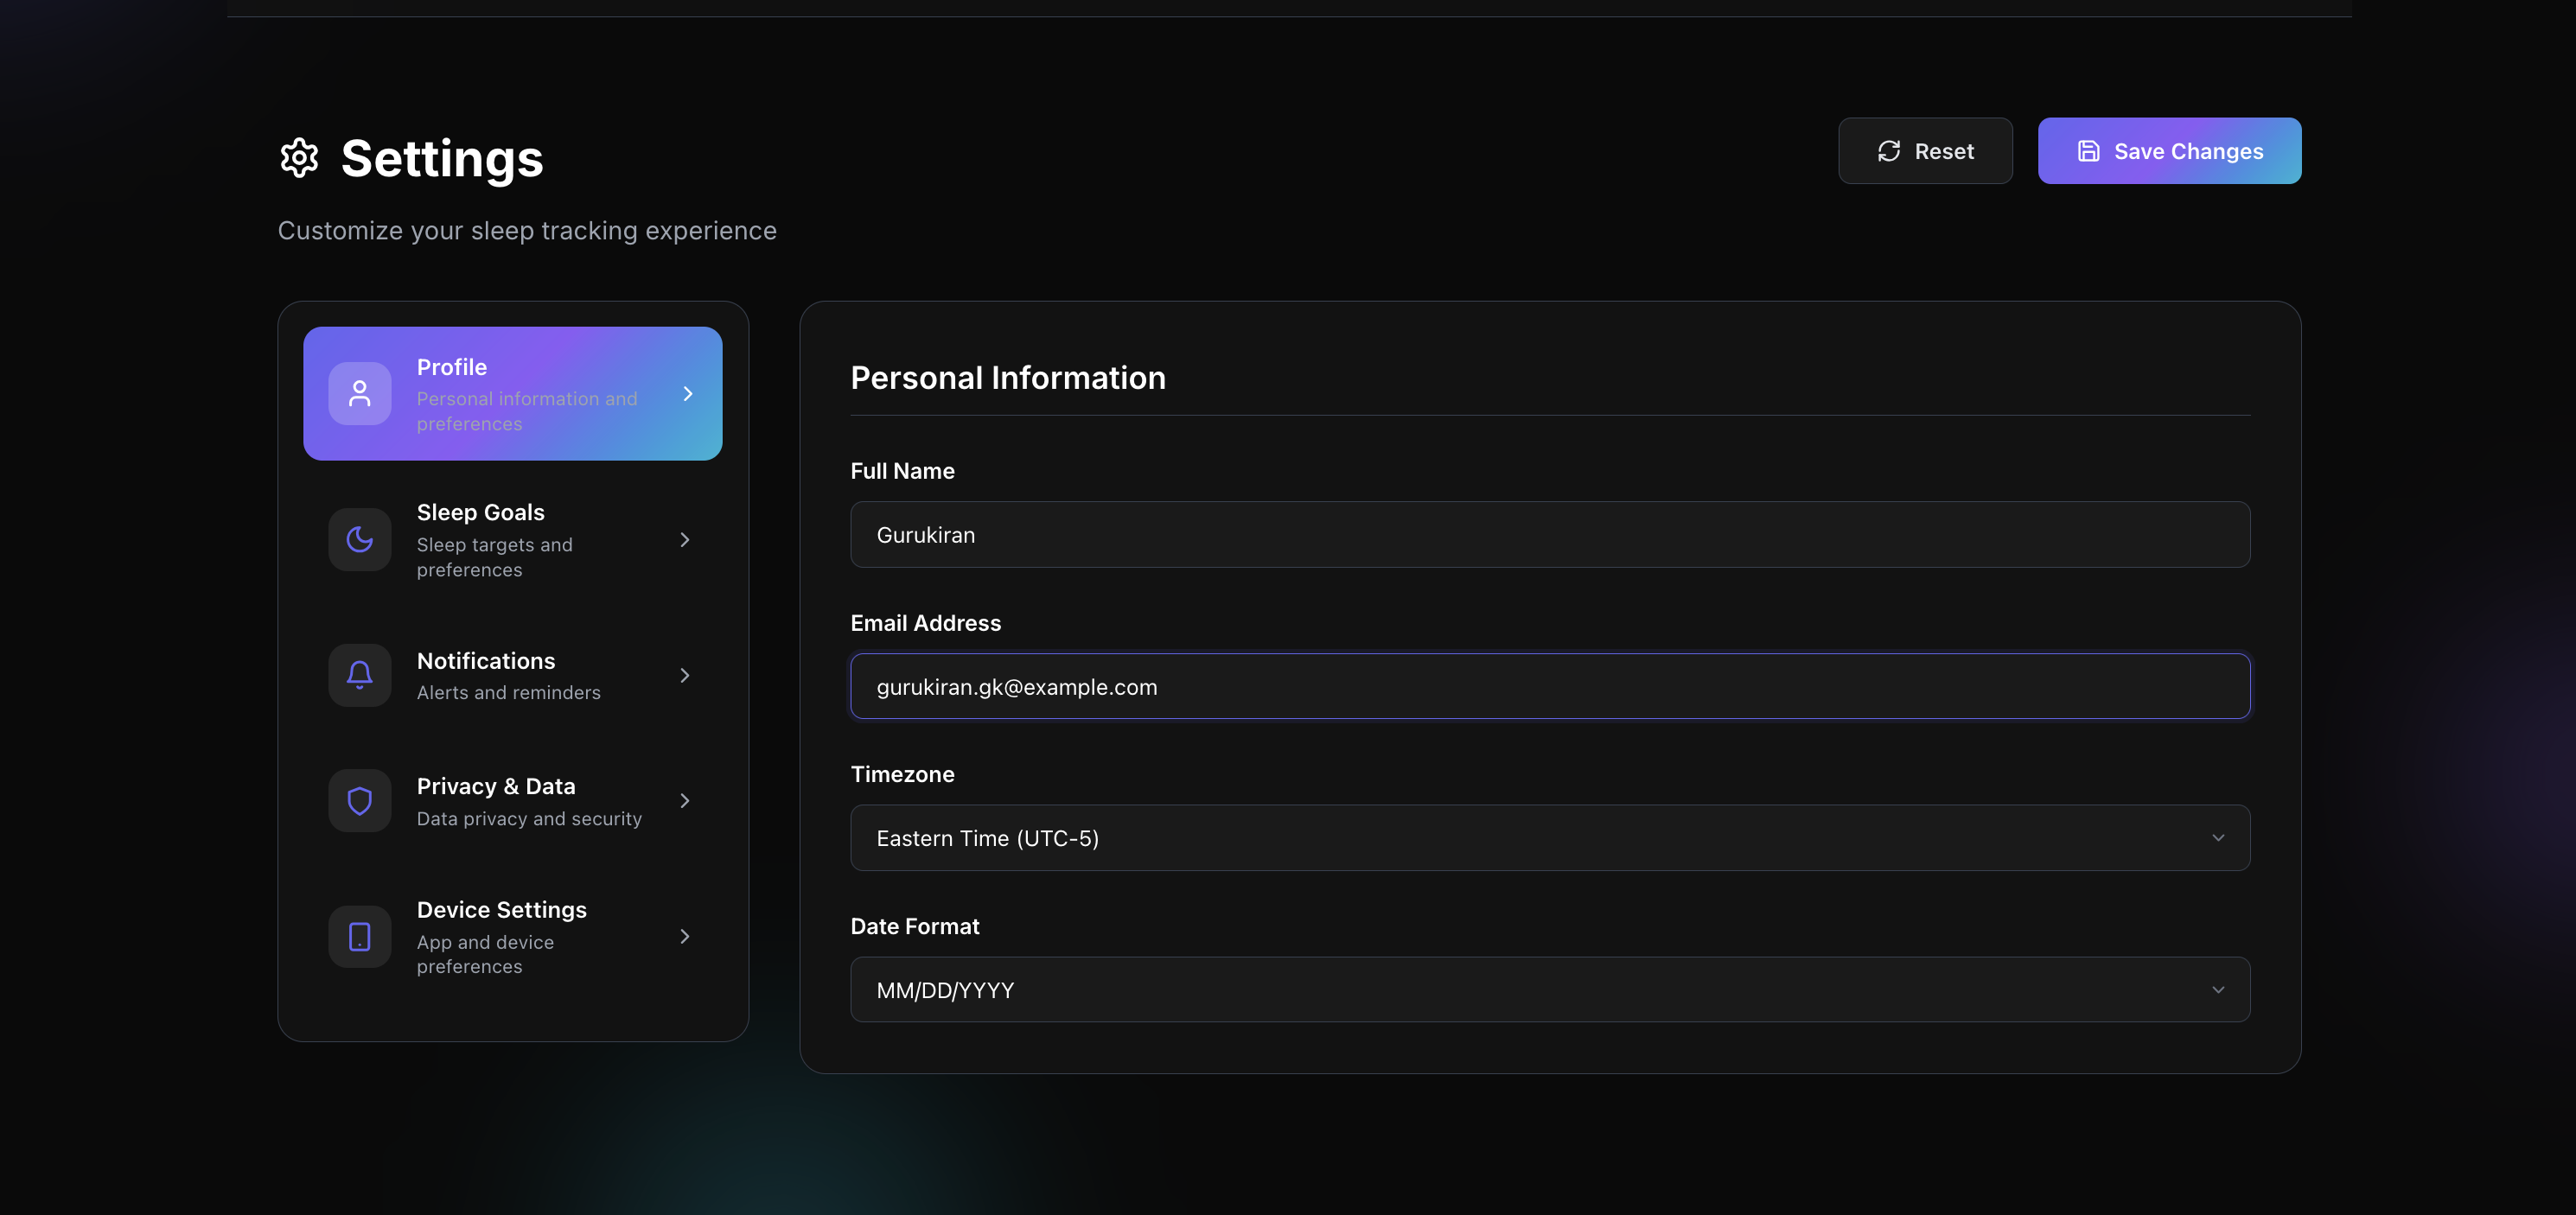 Settings
Reset
Save Changes
Customize your sleep tracking experience
Profile
Personal information and
preferences
Sleep Goals
Sleep targets and
preferences
Notifications
Alerts and reminders
Privacy & Data
Data privacy and security
Device Settings
App and device
preferences
Personal Information
Full Name
Gurukiran
Email Address
gurukiran.gk@example.com
Timezone
Eastern Time (UTC-5)
Date Format
MM/DD/YYYY